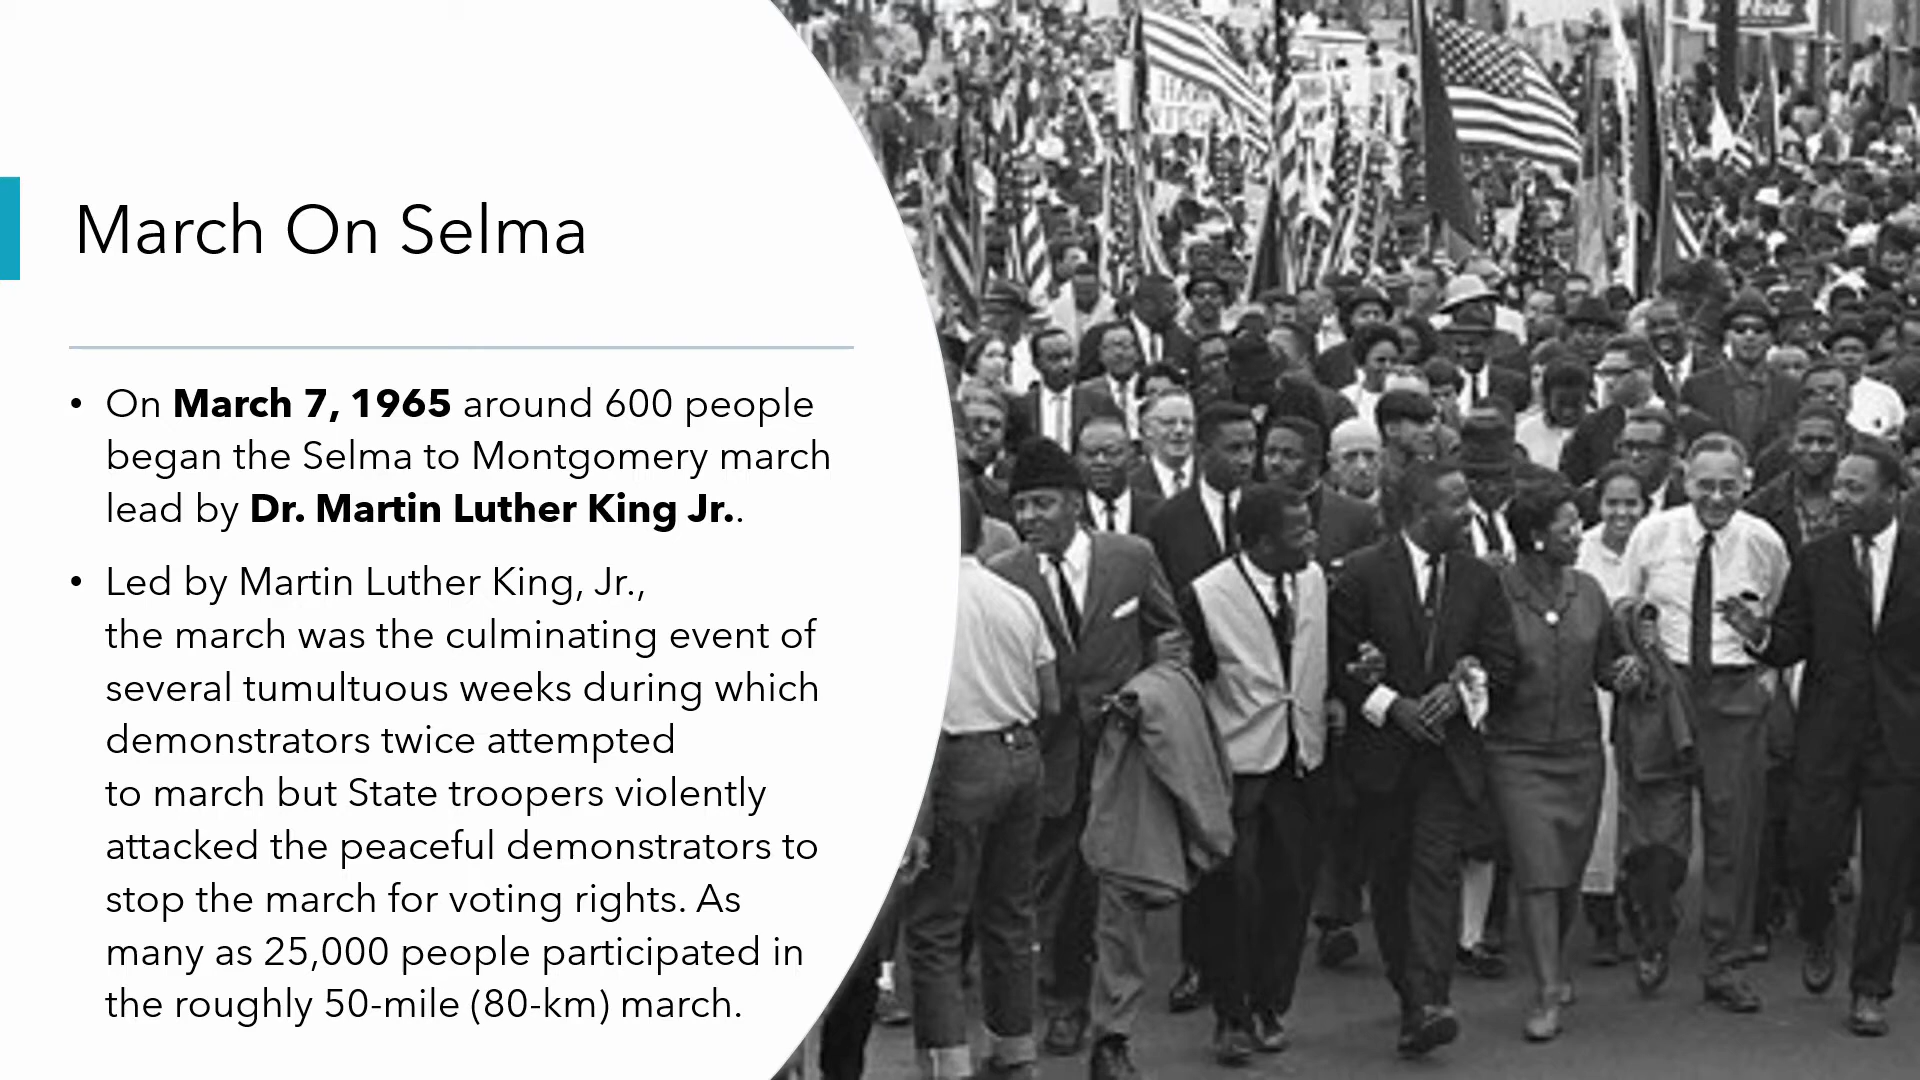 March On Selma
• On March 7, 1965 around 600 people
began the Selma to Montgomery march
lead by Dr. Martin Luther King Jr..
• Led by Martin Luther King, Jr.,
the march was the culminating event of
several tumultuous weeks during which
demonstrators twice attempted
to march but State troopers violently
attacked the peaceful demonstrators to
stop the march for voting rights. As
many as 25,000 people participated in
the roughly 50-mile (80-km) march.